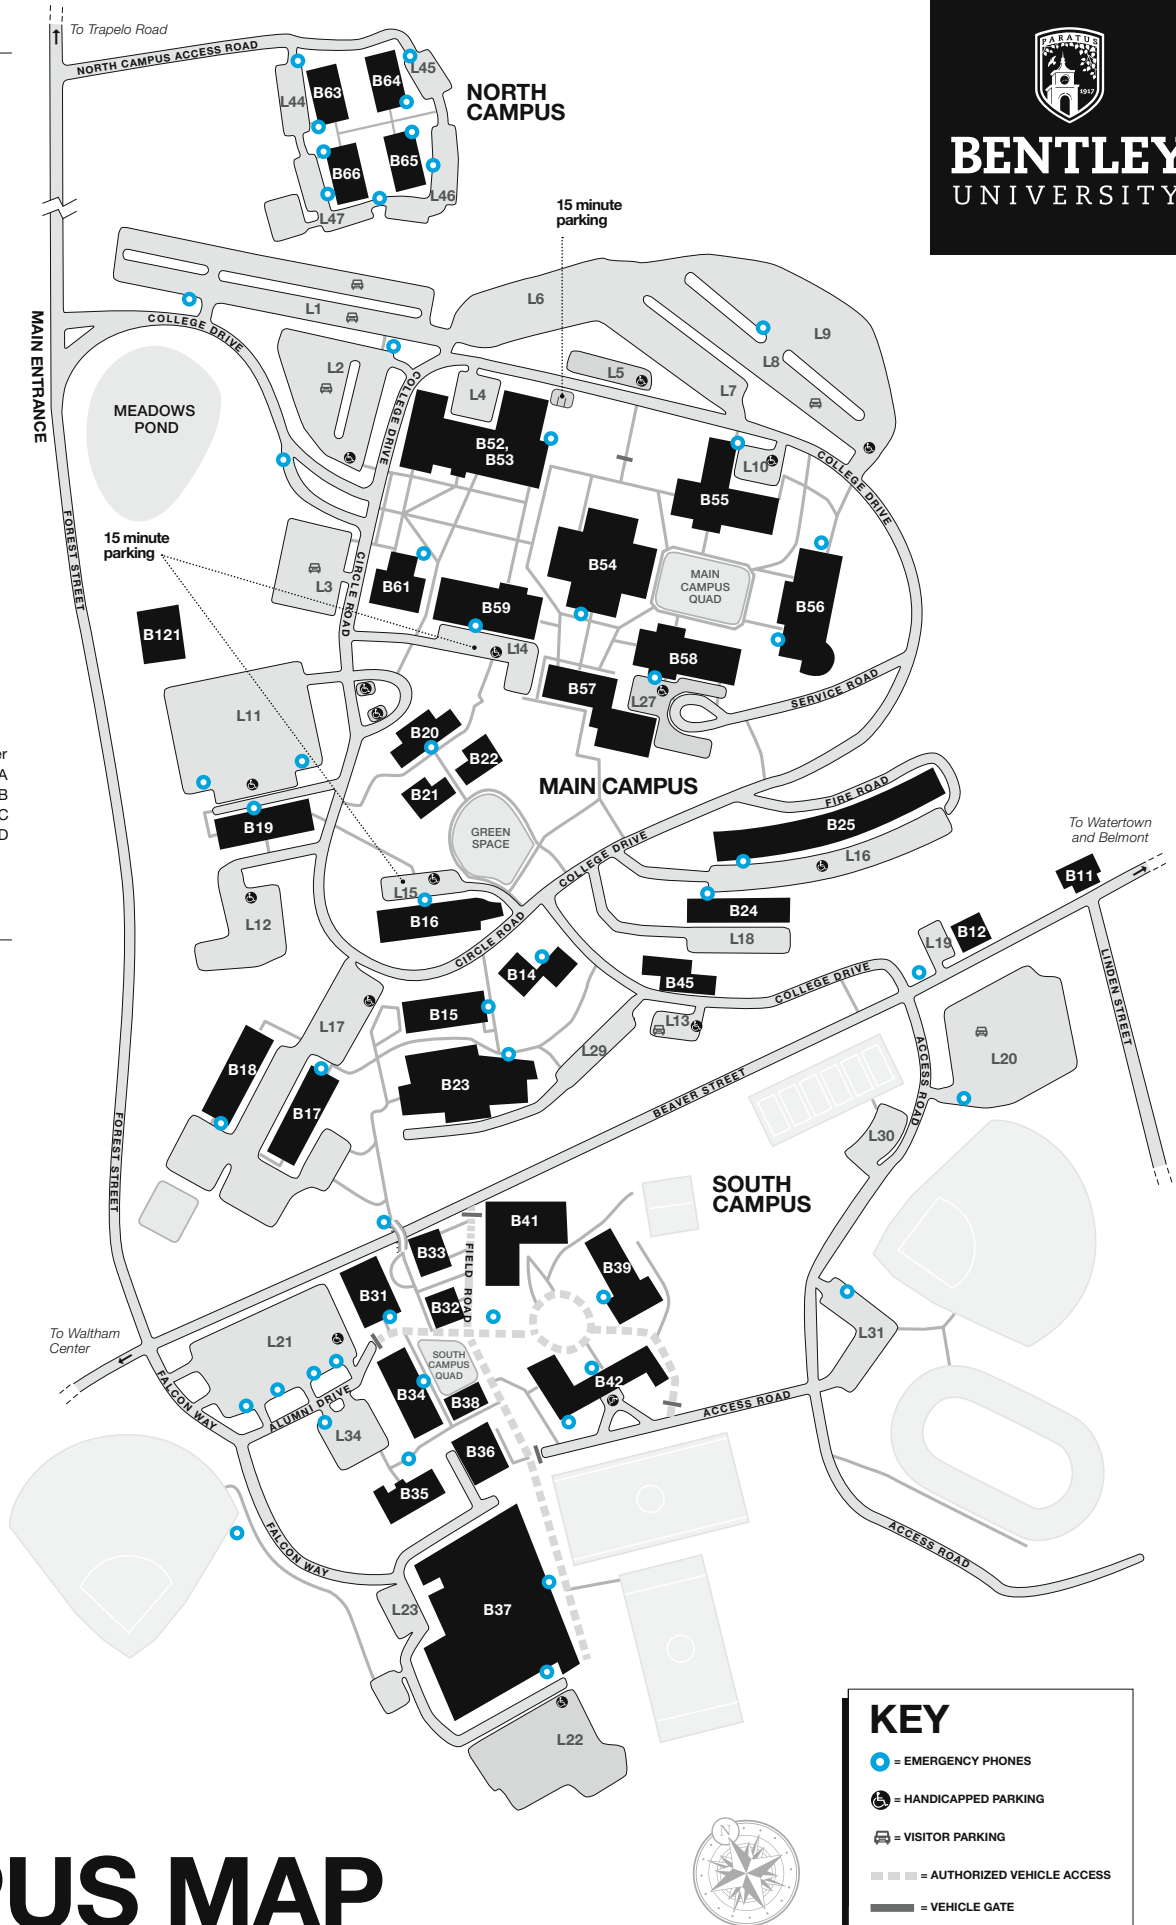 To Trapelo Road
NORTH CAMPUS ACCESS ROAD
L44
B63
B64
L45
NORTH
CAMPUS
B66
B65
L46
L47
PARATUS
1917
BENTLEY
UNIVERSITY
15 minute
parking
MAIN ENTRANCE
COLLEGE DRIVE
L1
L6
L9
L8
L7
L5
L2
L4
COLLEGE DRIVE
MEADOWS
POND
B52,
B53
L10
B55
COLLEGE DRIVE
FOREST STREET
15 minute
parking
L3
CIRCLE ROAD
B61
B59
B54
MAIN
CAMPUS
QUAD
B56
B121
L14
B58
B57
L27
SERVICE ROAD
L11
B20
B22
B21
MAIN CAMPUS
er
A
B
C
D
B19
GREEN
SPACE
COLLEGE DRIVE
FIRE ROAD
B25
L16
To Watertown
and Belmont
B11
L15
B16
L12
CIRCLE ROAD
B24
L18
L19
B12
B14
B45
COLLEGE DRIVE
LINDEN STREET
L17
B15
L13
L29
B18
B17
B23
ACCESS ROAD
L20
BEAVER STREET
L30
FOREST STREET
SOUTH
CAMPUS
B41
B33
FIELD ROAD
B39
B31
B32
L31
To Waltham
Center
L21
SOUTH
CAMPUS
QUAD
FALCON WAY
ALUMNI DRIVE
B34
B38
B42
ACCESS ROAD
L34
B36
B35
FALCON WAY
ACCESS ROAD
L23
B37
L22
KEY
= EMERGENCY PHONES
= HANDICAPPED PARKING
= VISITOR PARKING
= AUTHORIZED VEHICLE ACCESS
= VEHICLE GATE
N
PUS MAP